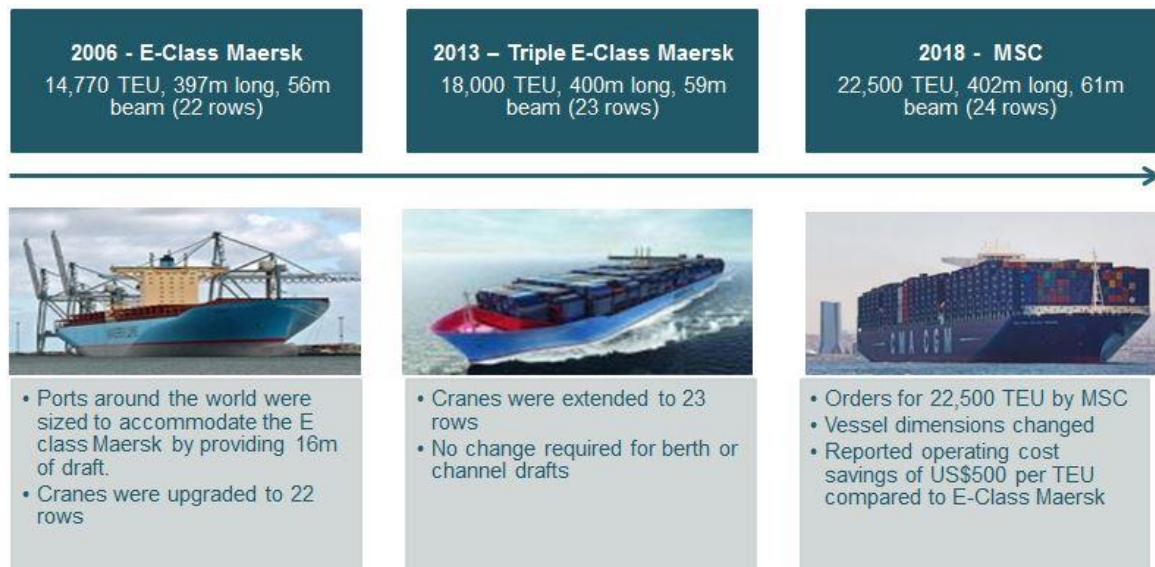 2006 - E-Class Maersk
14,770 TEU, 397m long, 56m
beam (22 rows)
2013 – Triple E-Class Maersk
18,000 TEU, 400m long, 59m
beam (23 rows)
2018 - MSC
22,500 TEU, 402m long, 61m
beam (24 rows)
CMA CGM
• Ports around the world were
sized to accommodate the E
class Maersk by providing 16m
of draft.
• Cranes were upgraded to 22
rows
• Cranes were extended to 23
rows
• No change required for berth or
channel drafts
• Orders for 22,500 TEU by MSC
• Vessel dimensions changed
• Reported operating cost
savings of US$500 per TEU
compared to E-Class Maersk